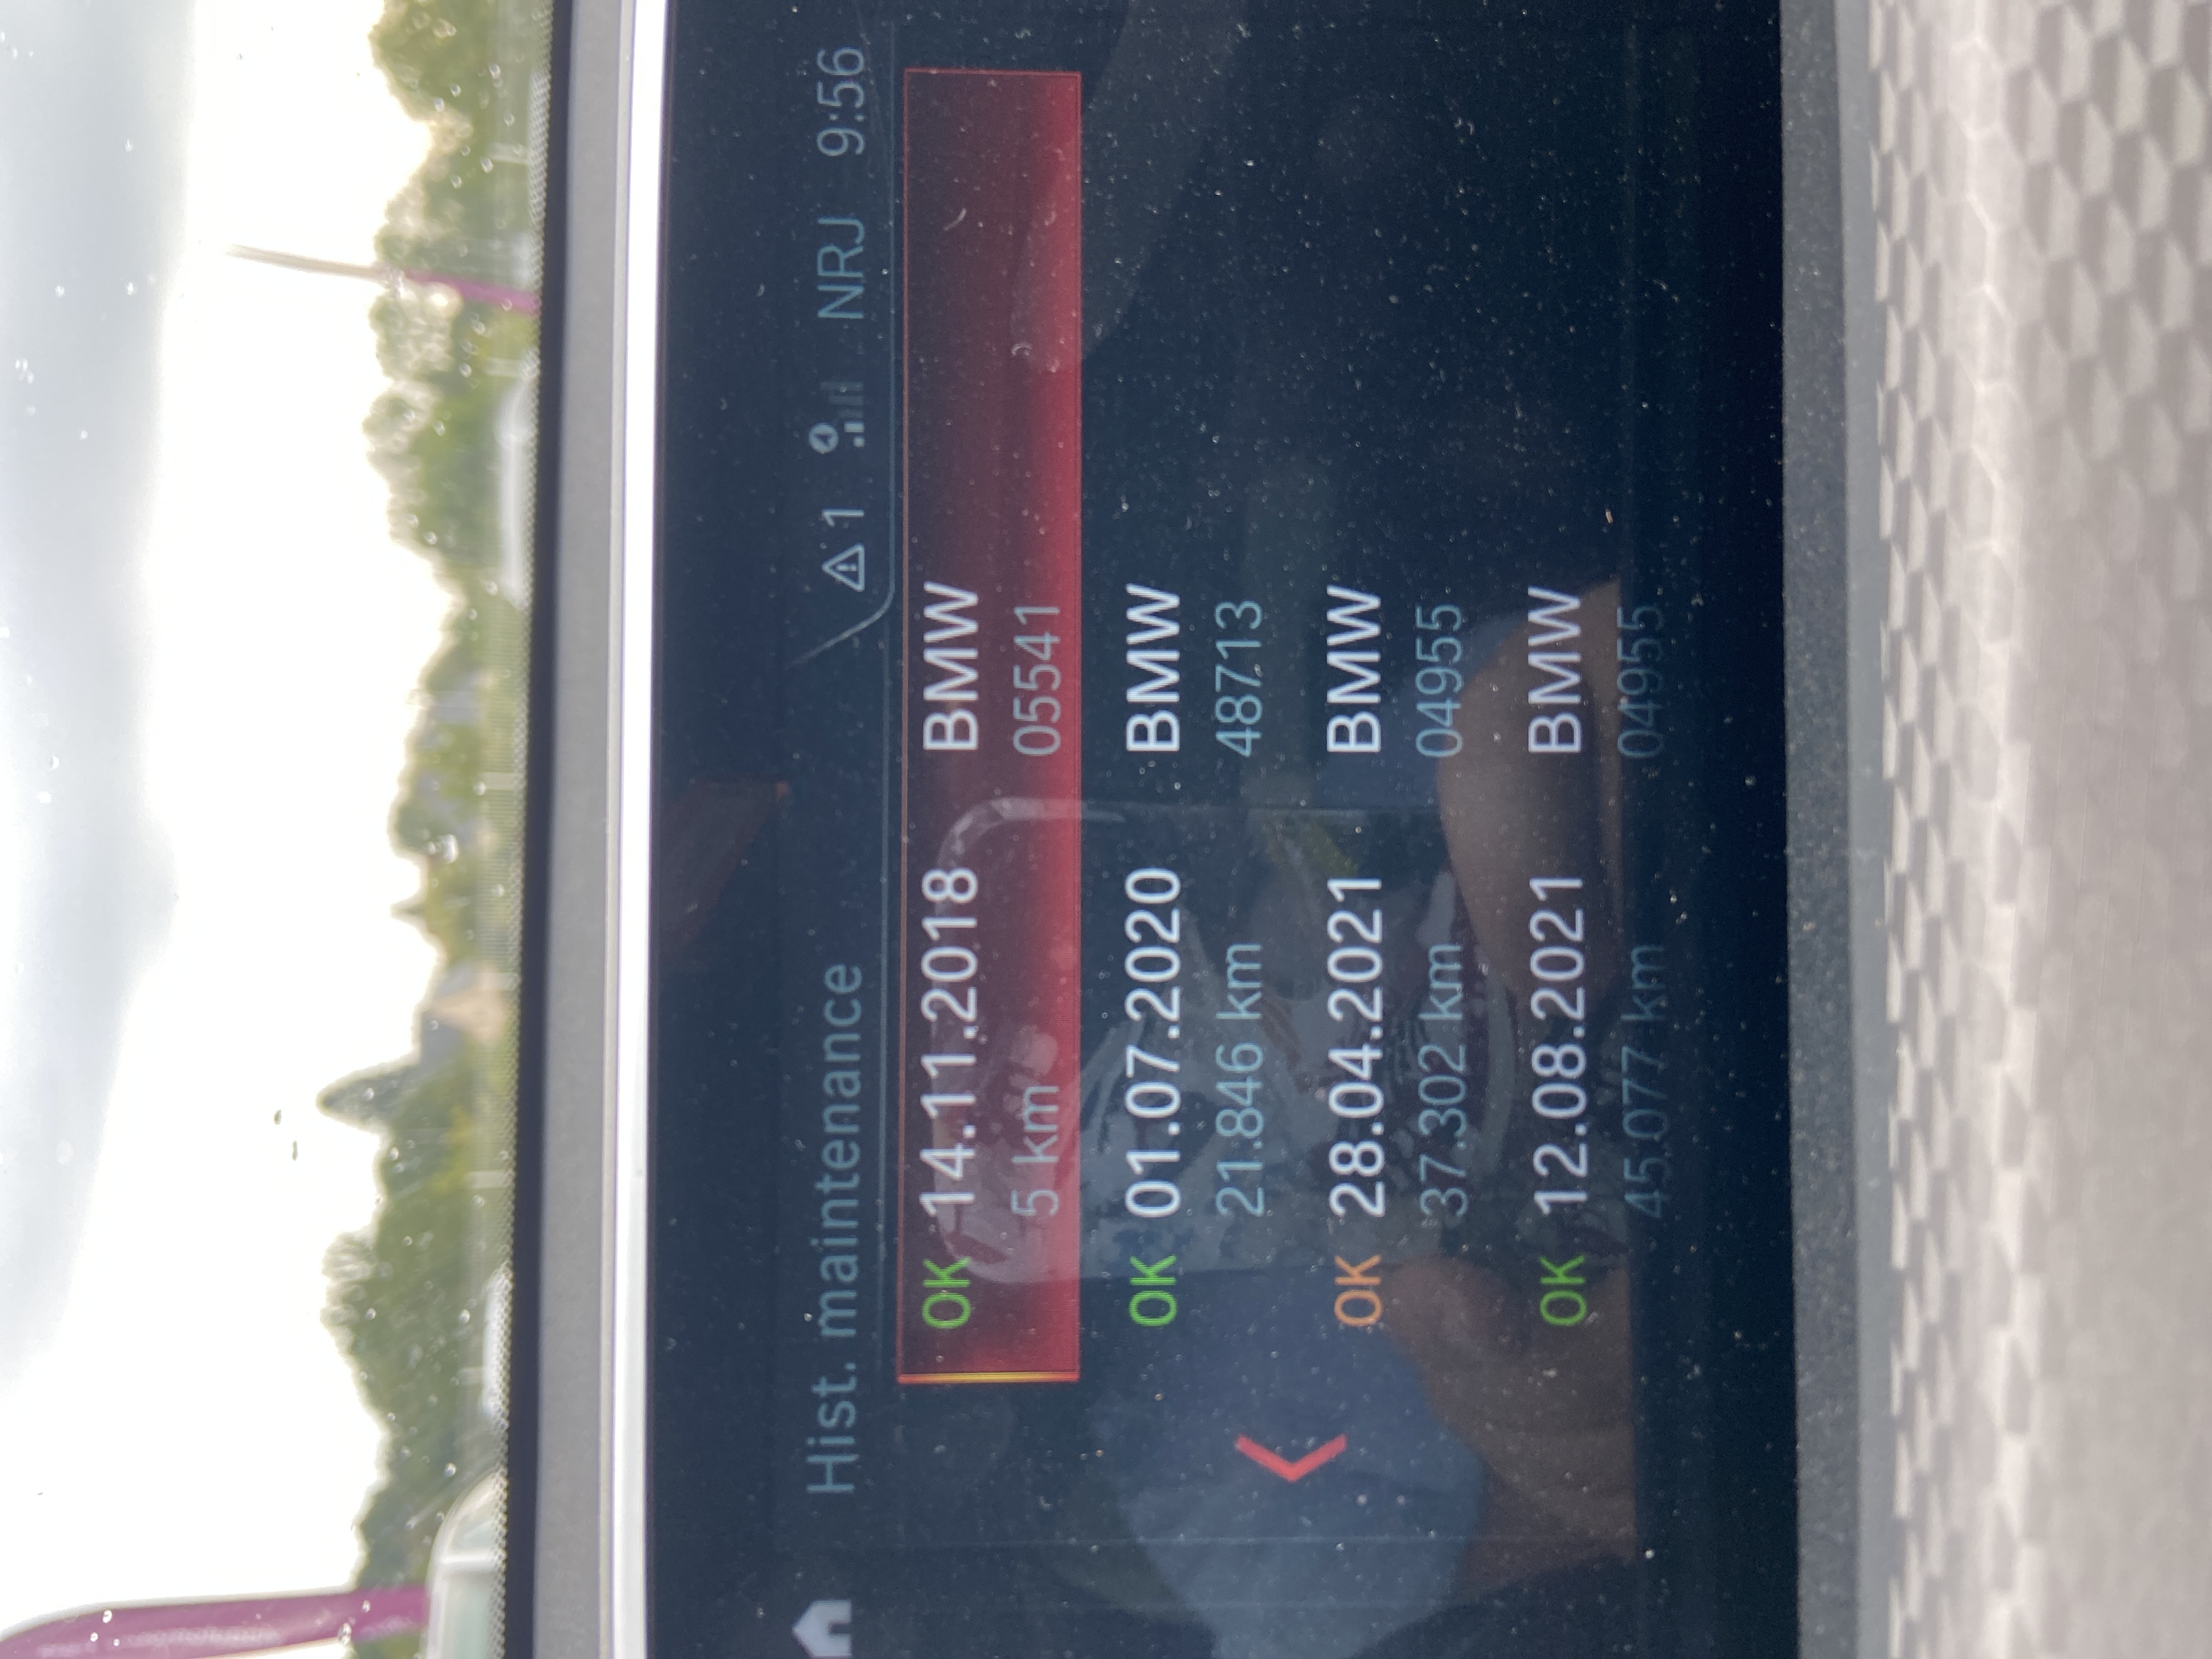 Hist. maintenance 1 NRJ 9:56
OK 14.11.2018 BMW
5 km 05541
OK 01.07.2020 BMW
21.846 km 48713
OK 28.04.2021 BMW
37.302 km 04955
OK 12.08.2021 BMW
45.077 km 04955